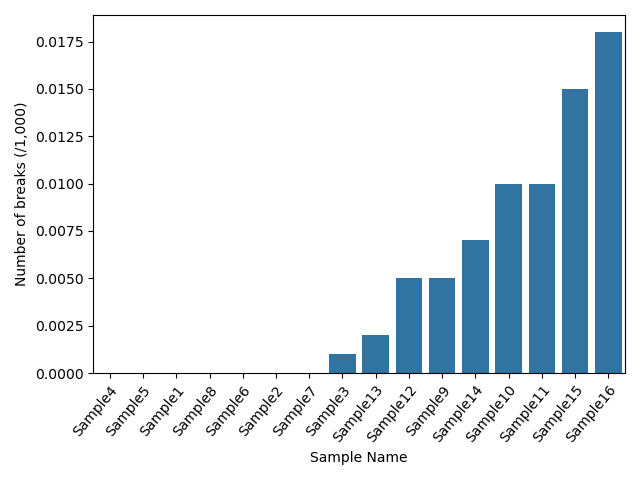 0.0175
0.0150
0.0125
0.0100
0.0075
0.0050
0.0025
0.0000
Number of breaks (/1,000)
Sample4
Sample5
Sample1
Sample8
Sample6
Sample2
Sample7
Sample3
Sample13
Sample12
Sample9
Sample14
Sample10
Sample11
Sample15
Sample16
Sample Name